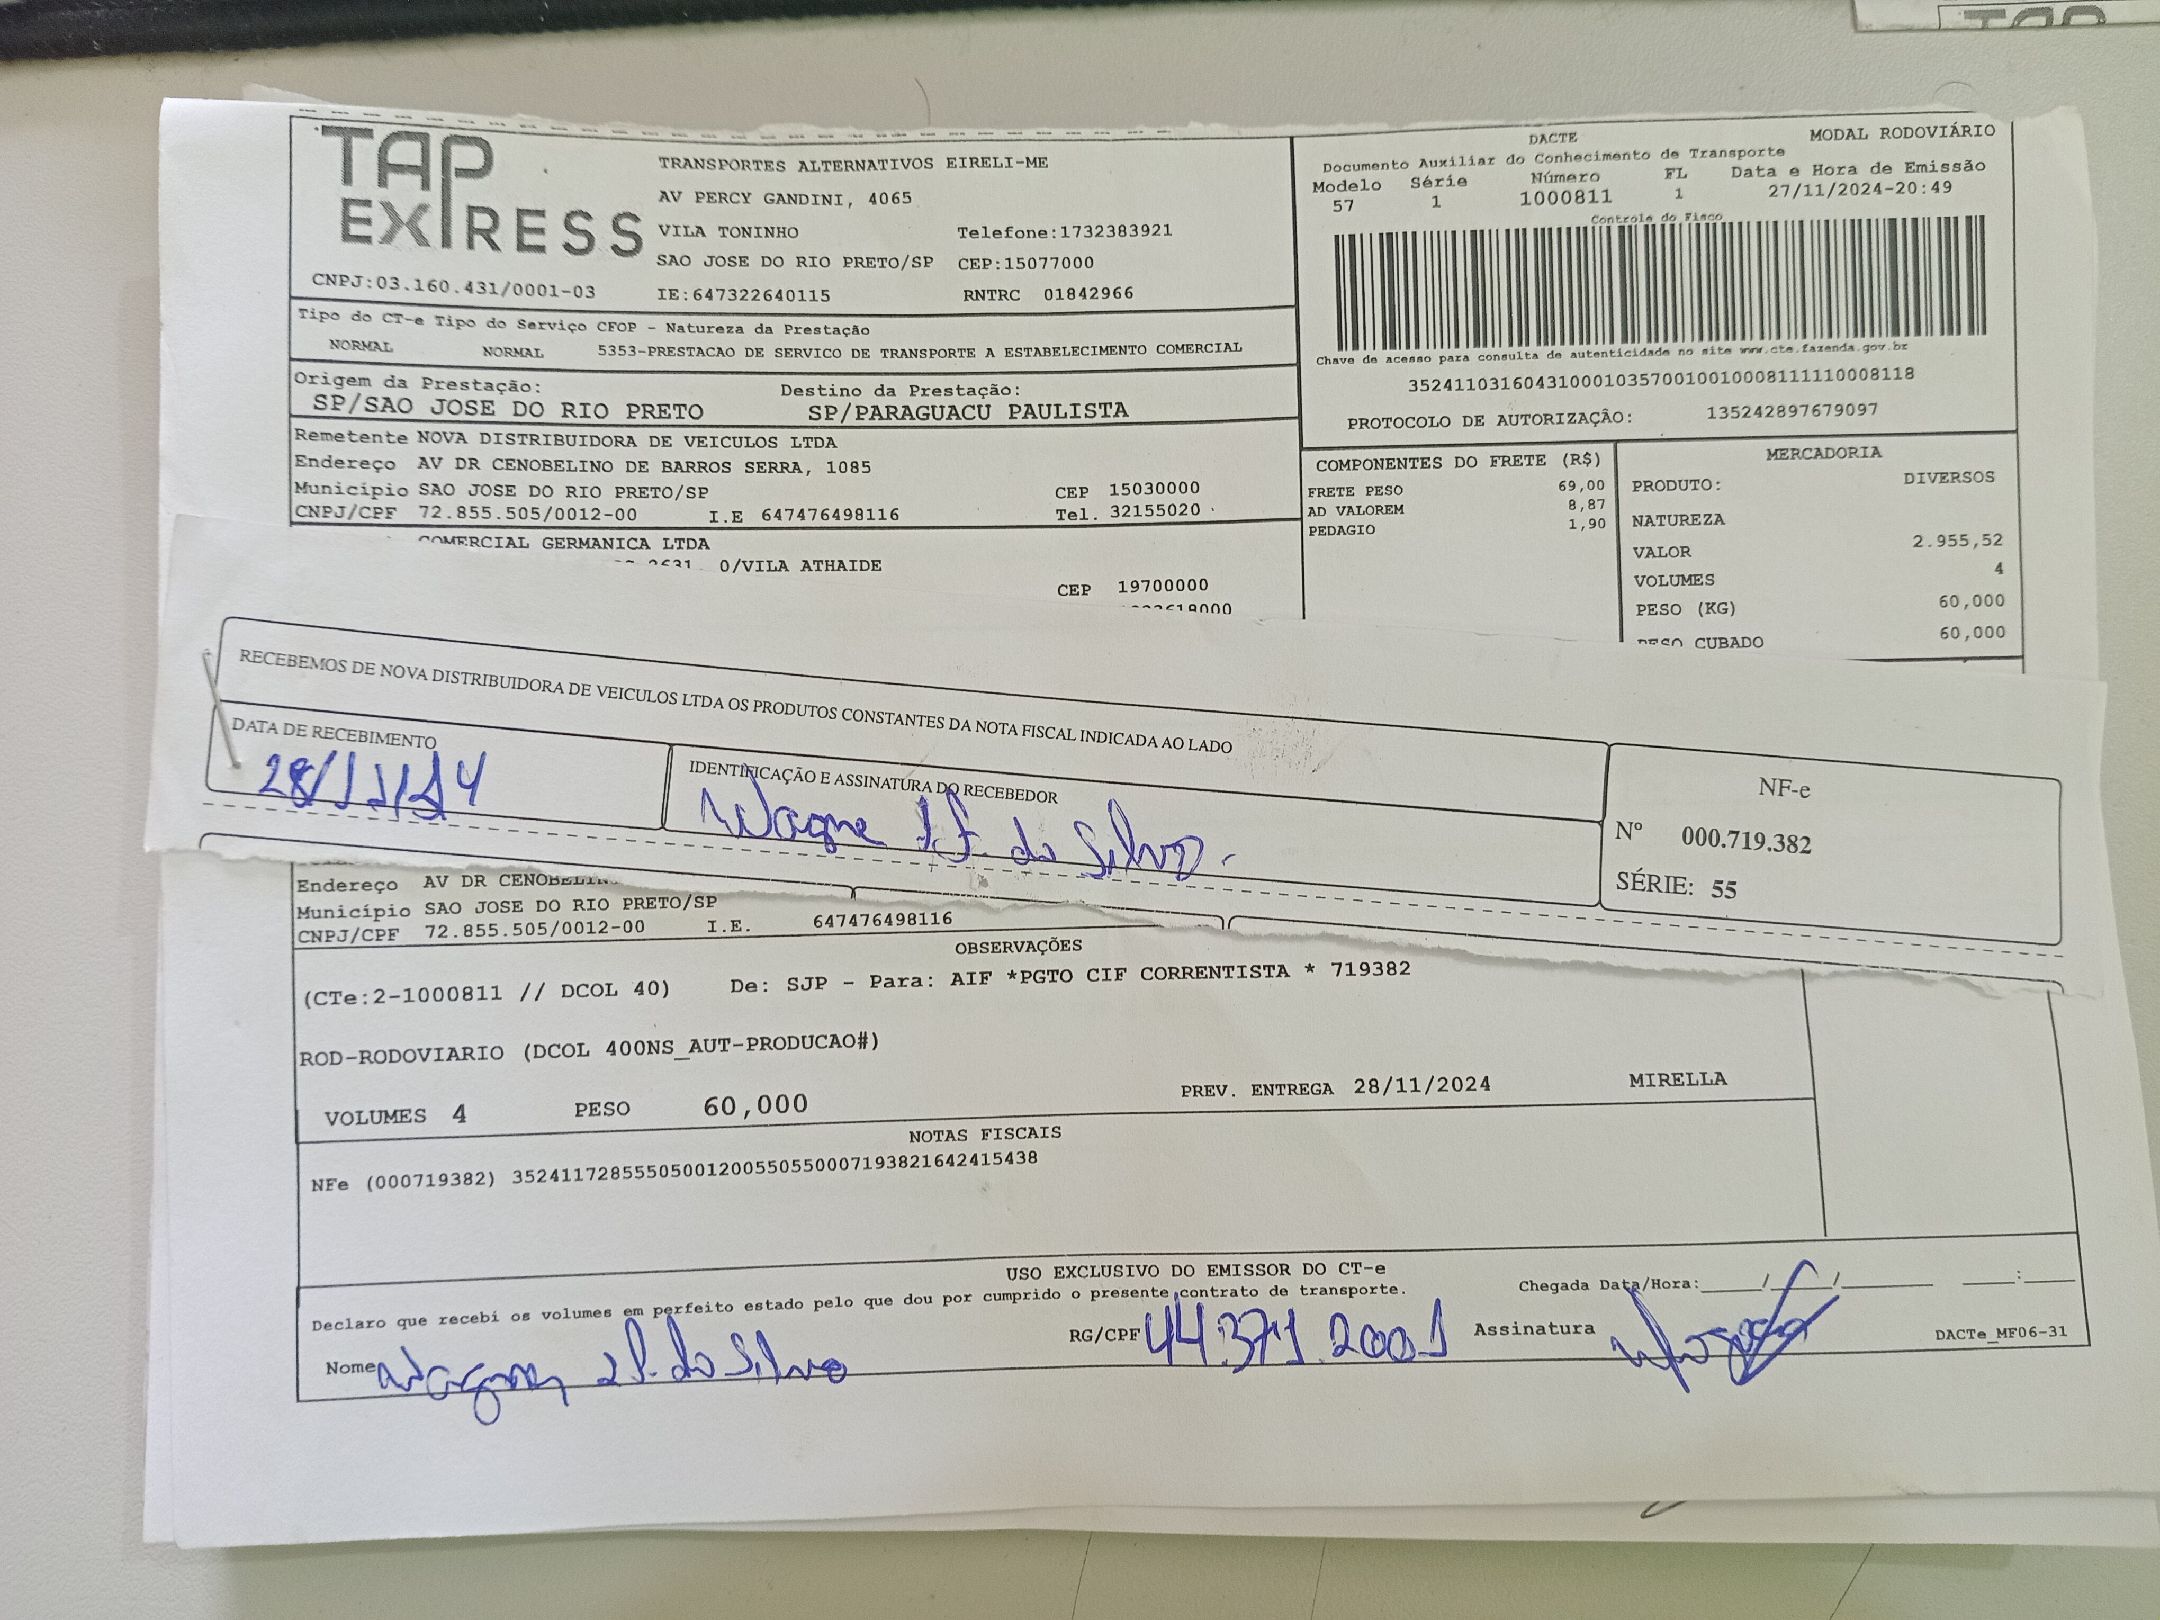 TAP EXPRESS
TRANSPORTES ALTERNATIVOS EIRELI-ME
AV PERCY GANDINI, 4065
VILA TONINHO Telefone:1732383921
SAO JOSE DO RIO PRETO/SP CEP:15077000
CNPJ:03.160.431/0001-03 IE:647322640115 RNTRC 01842966
DACTE MODAL RODOVIÁRIO
Documento Auxiliar do Conhecimento de Transporte
Modelo Série Número FL Data e Hora de Emissão
57 1 1000811 1 27/11/2024-20:49
Controle do Fisco
Chave de acesso para consulta de autenticidade no site www.cte.fazenda.gov.br
35241103160431000103570010010008111110008118
PROTOCOLO DE AUTORIZAÇÃO: 135242897679097
Tipo do CT-e Tipo do Serviço CFOP - Natureza da Prestação
NORMAL NORMAL 5353-PRESTACAO DE SERVICO DE TRANSPORTE A ESTABELECIMENTO COMERCIAL
Origem da Prestação: Destino da Prestação:
SP/SAO JOSE DO RIO PRETO SP/PARAGUACU PAULISTA
Remetente NOVA DISTRIBUIDORA DE VEICULOS LTDA
Endereço AV DR CENOBELINO DE BARROS SERRA, 1085
Município SAO JOSE DO RIO PRETO/SP CEP 15030000
CNPJ/CPF 72.855.505/0012-00 I.E 647476498116 Tel. 32155020
COMERCIAL GERMANICA LTDA
2631 0/VILA ATHAIDE
CEP 19700000
COMPONENTES DO FRETE (R$)
FRETE PESO 69,00
AD VALOREM 8,87
PEDAGIO 1,90
MERCADORIA
PRODUTO: DIVERSOS
NATUREZA
VALOR 2.955,52
VOLUMES 4
PESO (KG) 60,000
PESO CUBADO 60,000
RECEBEMOS DE NOVA DISTRIBUIDORA DE VEICULOS LTDA OS PRODUTOS CONSTANTES DA NOTA FISCAL INDICADA AO LADO
DATA DE RECEBIMENTO
28/11/24
IDENTIFICAÇÃO E ASSINATURA DO RECEBEDOR
da Silva
NF-e
Nº 000.719.382
SÉRIE: 55
Endereço AV DR CENOBELINO
Município SAO JOSE DO RIO PRETO/SP
CNPJ/CPF 72.855.505/0012-00 I.E. 647476498116
OBSERVAÇÕES
(CTe:2-1000811 // DCOL 40) De: SJP - Para: AIF *PGTO CIF CORRENTISTA * 719382
ROD-RODOVIARIO (DCOL 400NS_AUT-PRODUCAO#)
VOLUMES 4 PESO 60,000 PREV. ENTREGA 28/11/2024 MIRELLA
NOTAS FISCAIS
NFe (000719382) 35241172855505001200550550007193821642415438
USO EXCLUSIVO DO EMISSOR DO CT-e
Declaro que recebi os volumes em perfeito estado pelo que dou por cumprido o presente contrato de transporte.
Chegada Data/Hora:____/____/______ ____:____
Nome da Silva RG/CPF 44.371.2001 Assinatura DACTe_MF06-31